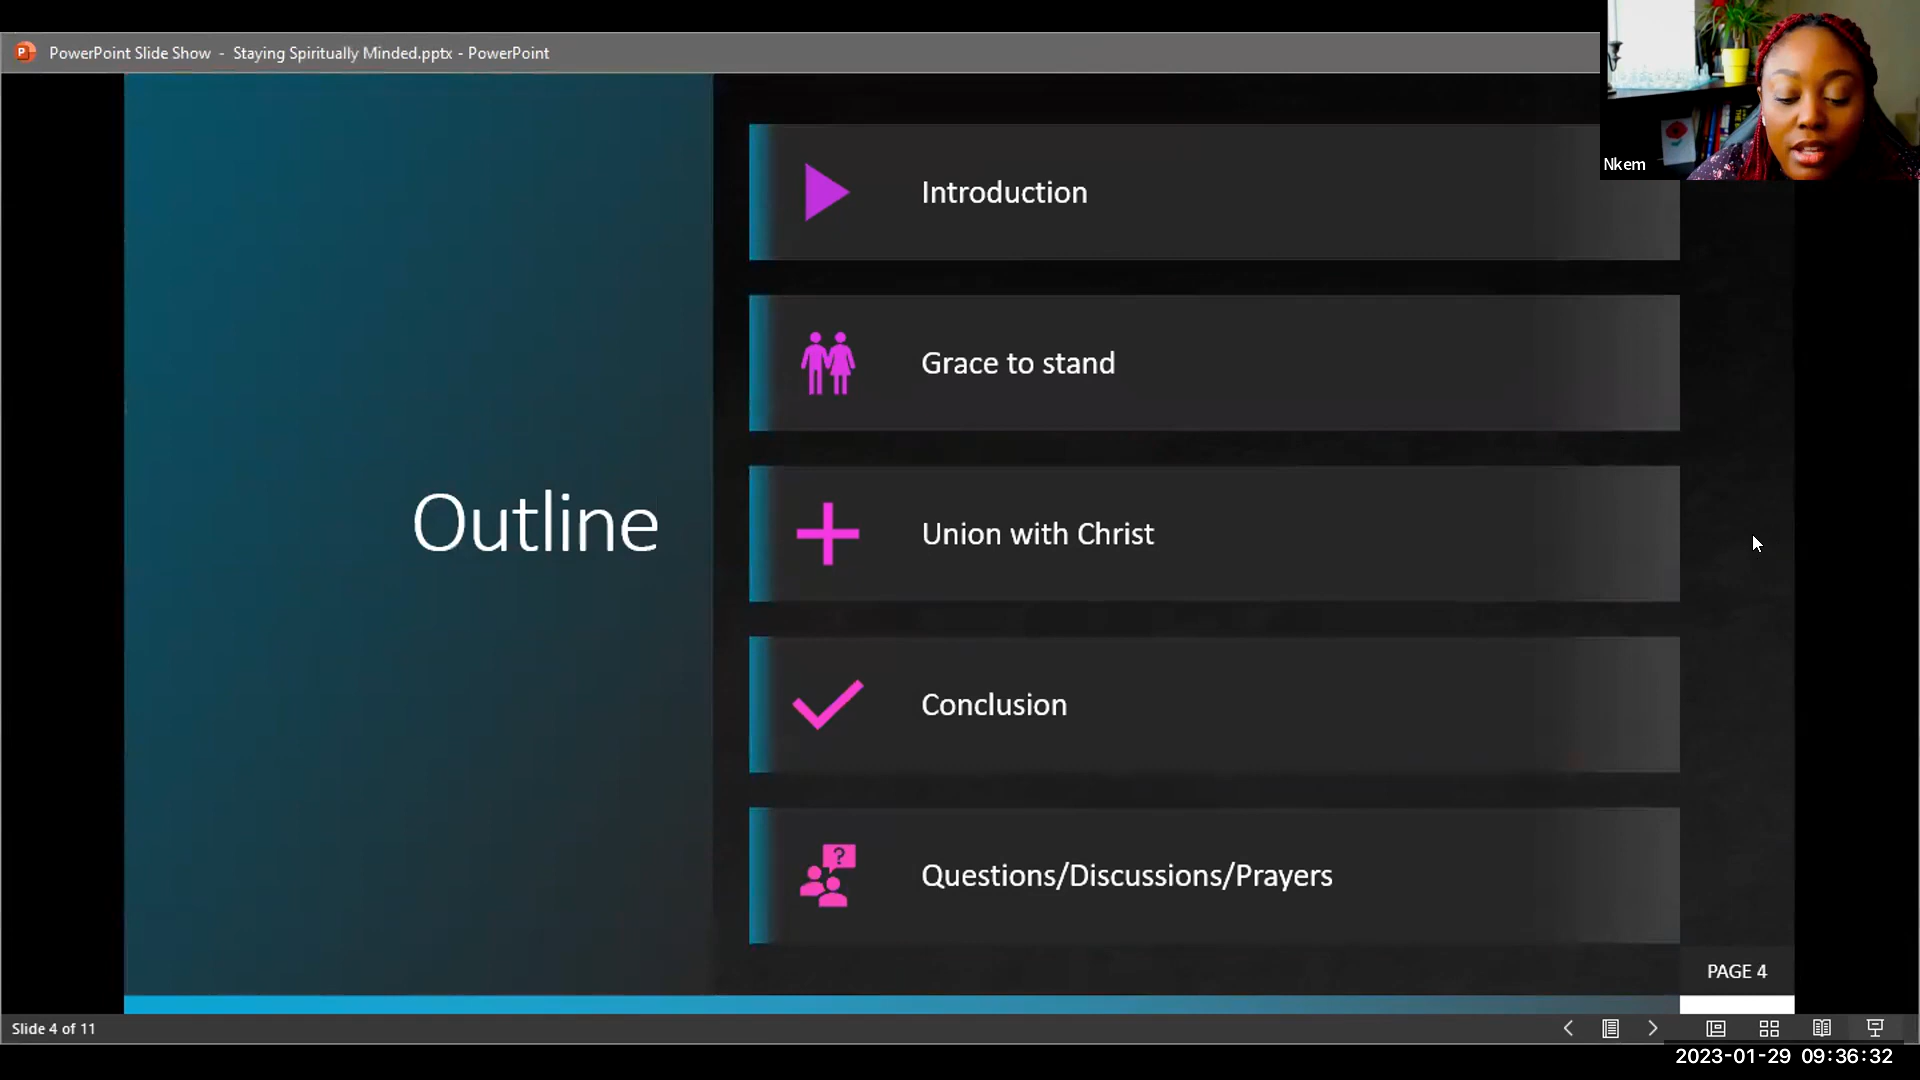 PowerPoint Slide Show - Staying Spiritually Minded.pptx - PowerPoint
Nkem
Introduction
Grace to stand
Outline
Union with Christ
Conclusion
?
Questions/Discussions/Prayers
PAGE 4
Slide 4 of 11
2023-01-29 09:36:32